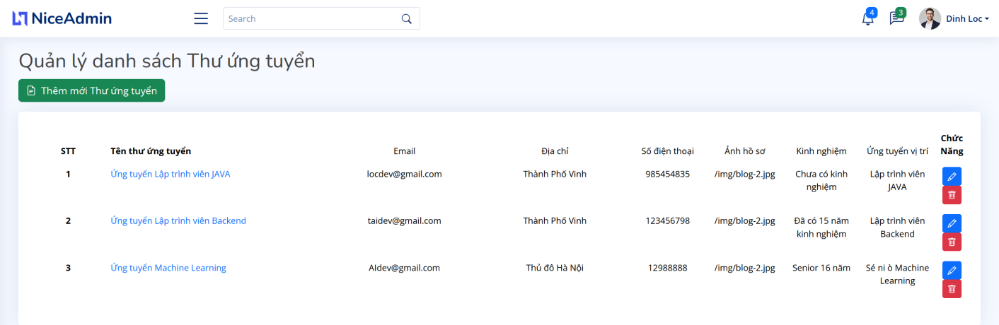 NiceAdmin
Search
4
3
Dinh Loc
Quản lý danh sách Thư ứng tuyển
Thêm mới Thư ứng tuyển
STT Tên thư ứng tuyển Email Địa chỉ Số điện thoại Ảnh hồ sơ Kinh nghiệm Ứng tuyển vị trí Chức Năng
1 Ứng tuyển Lập trình viên JAVA locdev@gmail.com Thành Phố Vinh 985454835 /img/blog-2.jpg Chưa có kinh nghiệm Lập trình viên JAVA
2 Ứng tuyển Lập trình viên Backend taidev@gmail.com Thành Phố Vinh 123456798 /img/blog-2.jpg Đã có 15 năm kinh nghiệm Lập trình viên Backend
3 Ứng tuyển Machine Learning AIdev@gmail.com Thủ đô Hà Nội 12988888 /img/blog-2.jpg Senior 16 năm Sé ni ò Machine Learning